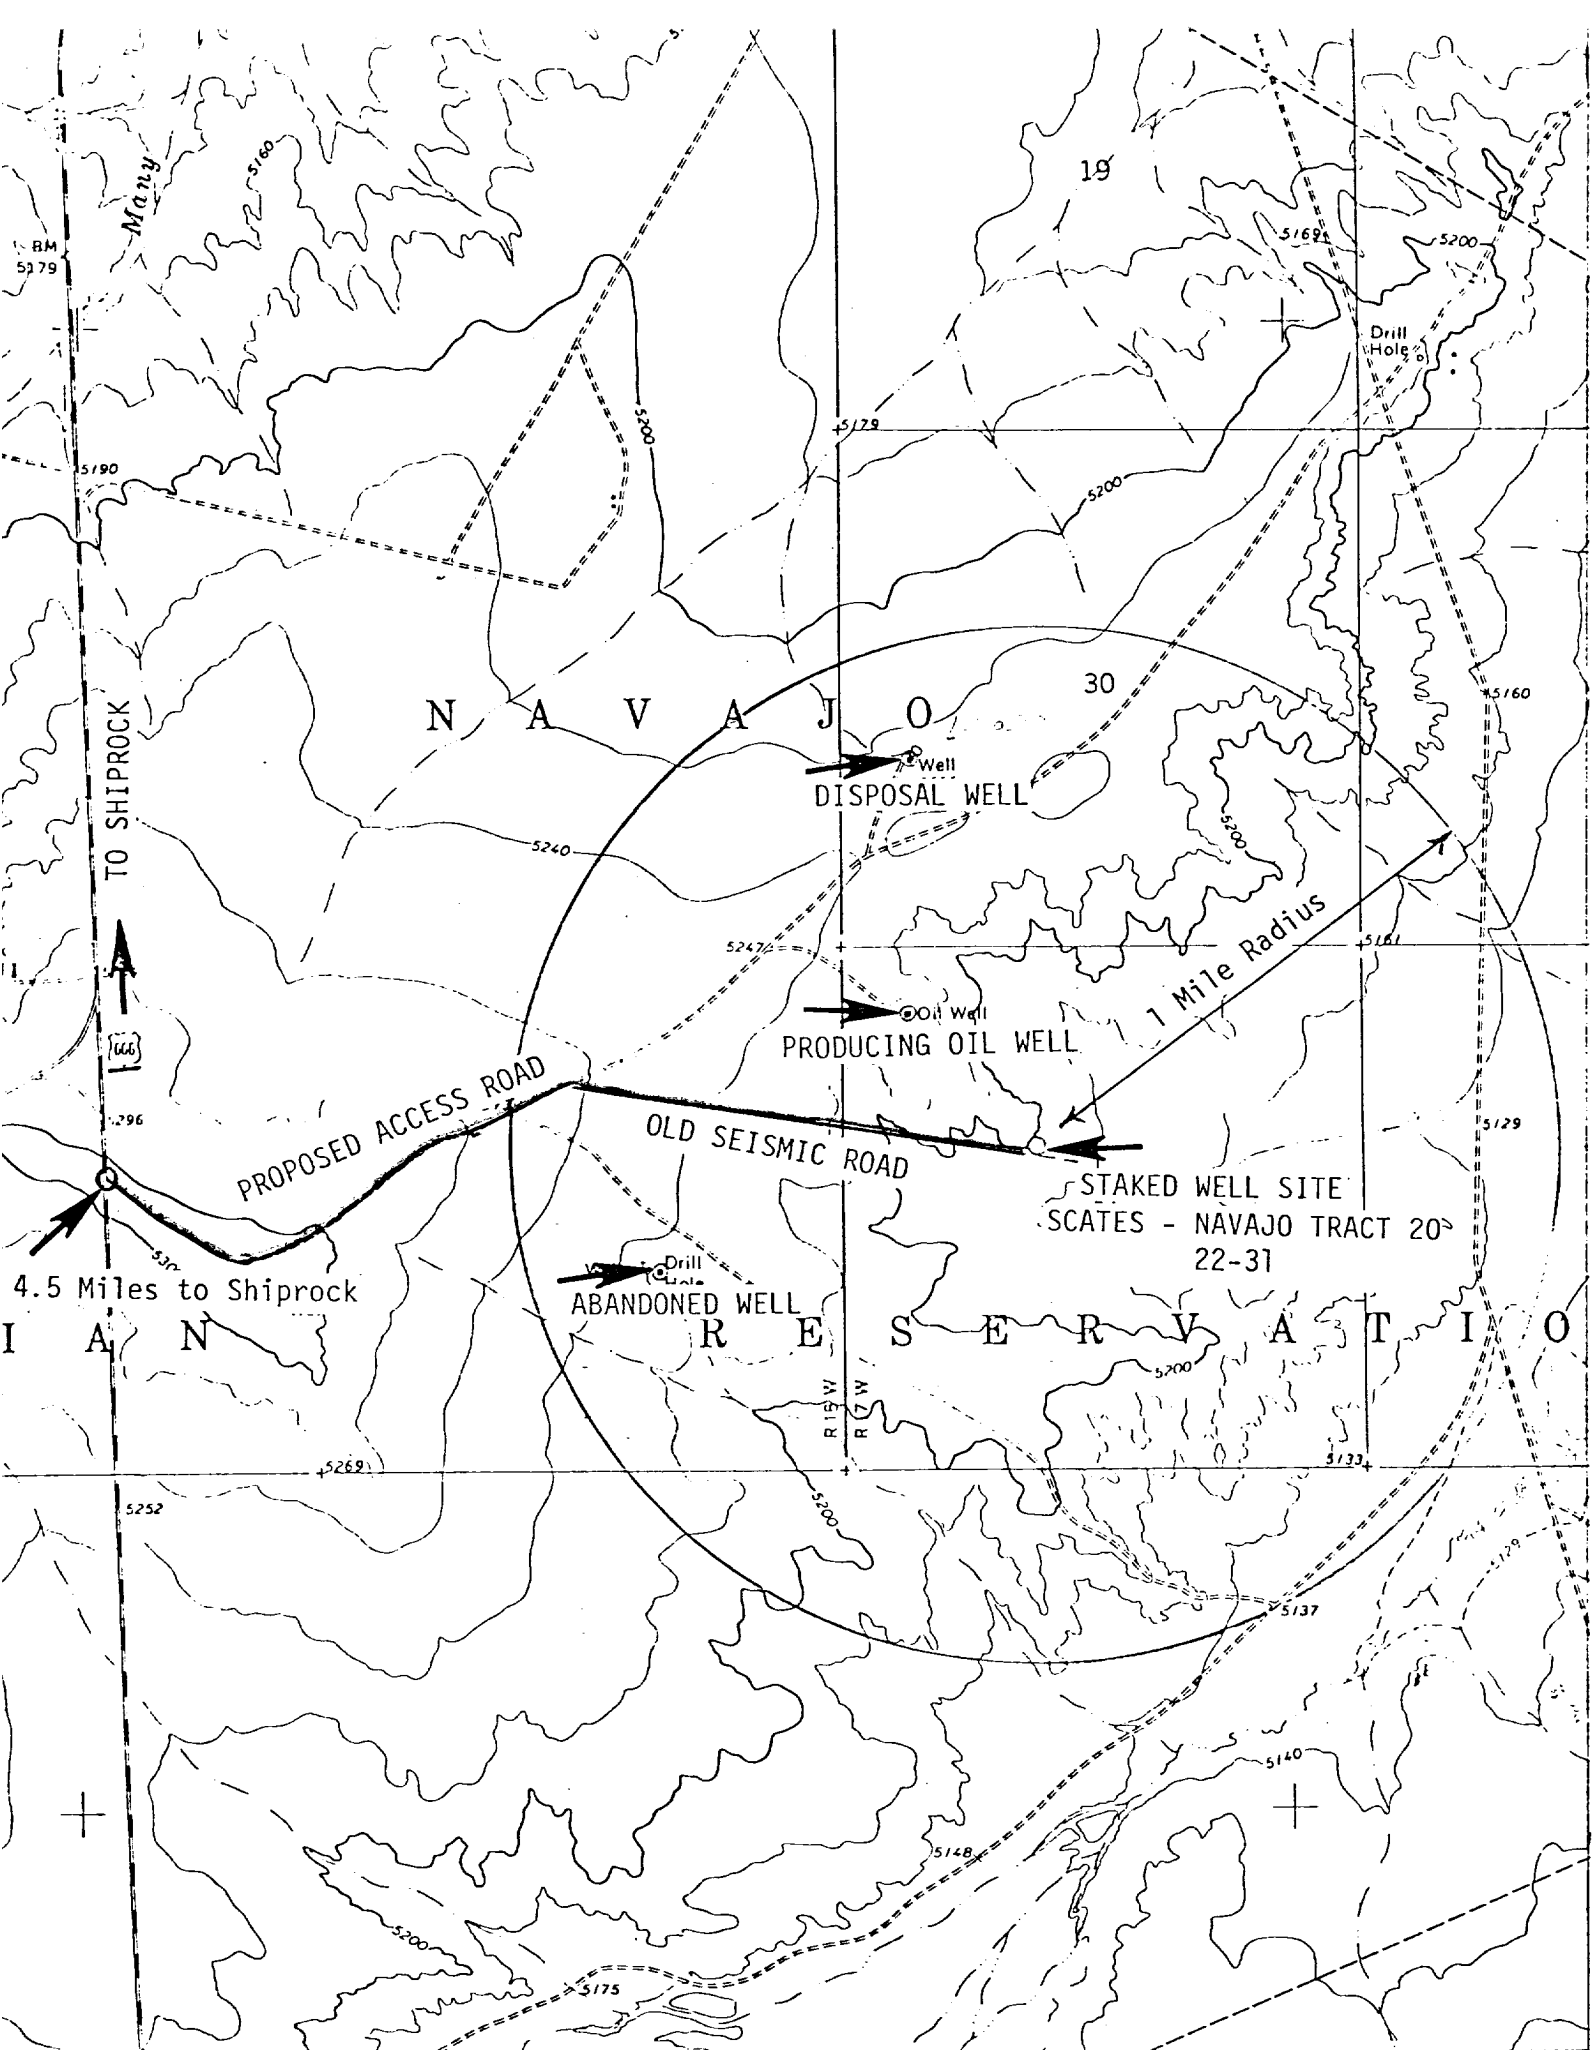 19
Many
5160
BM
5179
5169
5200
Drill
Hole
5200
5179
5190
5200
30
5160
N A V A J O
Well
DISPOSAL WELL
TO SHIPROCK
5240
5200
1 Mile Radius
5247
5161
Oil Well
PRODUCING OIL WELL
666
PROPOSED ACCESS ROAD
OLD SEISMIC ROAD
5129
STAKED WELL SITE
SCATES - NAVAJO TRACT 20
22-31
4.5 Miles to Shiprock
Drill
Hole
ABANDONED WELL
I A N R E S E R V A T I O
5200
R 17 W
5269
5133
5252
5200
5129
5137
5140
5148
5200
5175